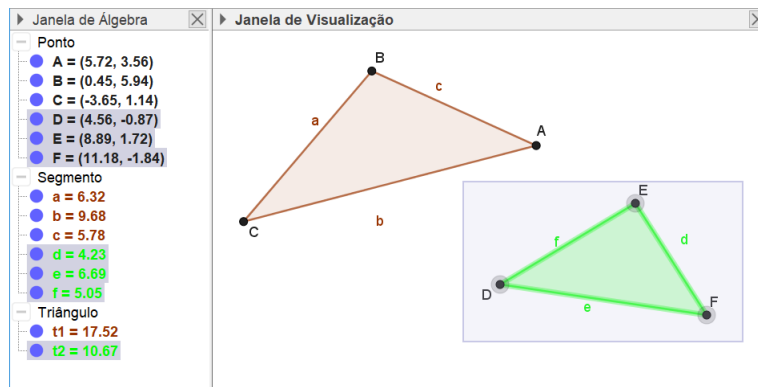 Janela de Álgebra
Ponto
A = (5.72, 3.56)
B = (0.45, 5.94)
C = (-3.65, 1.14)
D = (4.56, -0.87)
E = (8.89, 1.72)
F = (11.18, -1.84)
Segmento
a = 6.32
b = 9.68
c = 5.78
d = 4.23
e = 6.69
f = 5.05
Triângulo
t1 = 17.52
t2 = 10.67
Janela de Visualização
B
c
a
A
C
b
E
f
d
D
e
F